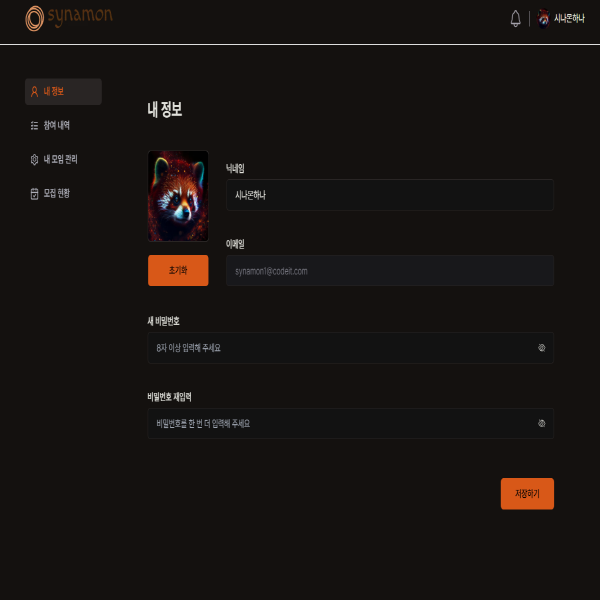 synamon
시나몬하나
내 정보
참여 내역
내 모임 관리
모집 현황
내 정보
닉네임
시나몬하나
이메일
synamon1@codeit.com
초기화
새 비밀번호
8자 이상 입력해 주세요
비밀번호 재입력
비밀번호를 한 번 더 입력해 주세요
저장하기